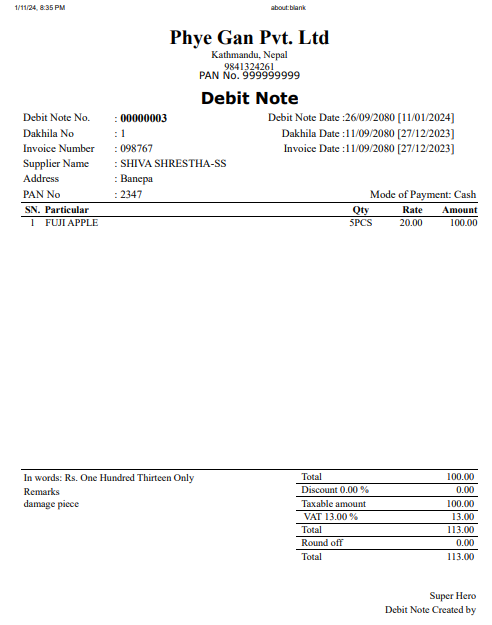 1/11/24, 8:35 PM about:blank
Phye Gan Pvt. Ltd
Kathmandu, Nepal
9841324261
PAN No. 999999999
Debit Note
Debit Note No. : 00000003 Debit Note Date :26/09/2080 [11/01/2024]
Dakhila No : 1 Dakhila Date :11/09/2080 [27/12/2023]
Invoice Number : 098767 Invoice Date :11/09/2080 [27/12/2023]
Supplier Name : SHIVA SHRESTHA-SS
Address : Banepa
PAN No : 2347 Mode of Payment: Cash
SN. Particular Qty Rate Amount
1 FUJI APPLE 5PCS 20.00 100.00
In words: Rs. One Hundred Thirteen Only Total 100.00
Remarks Discount 0.00 % 0.00
damage piece Taxable amount 100.00
VAT 13.00 % 13.00
Total 113.00
Round off 0.00
Total 113.00
Super Hero
Debit Note Created by